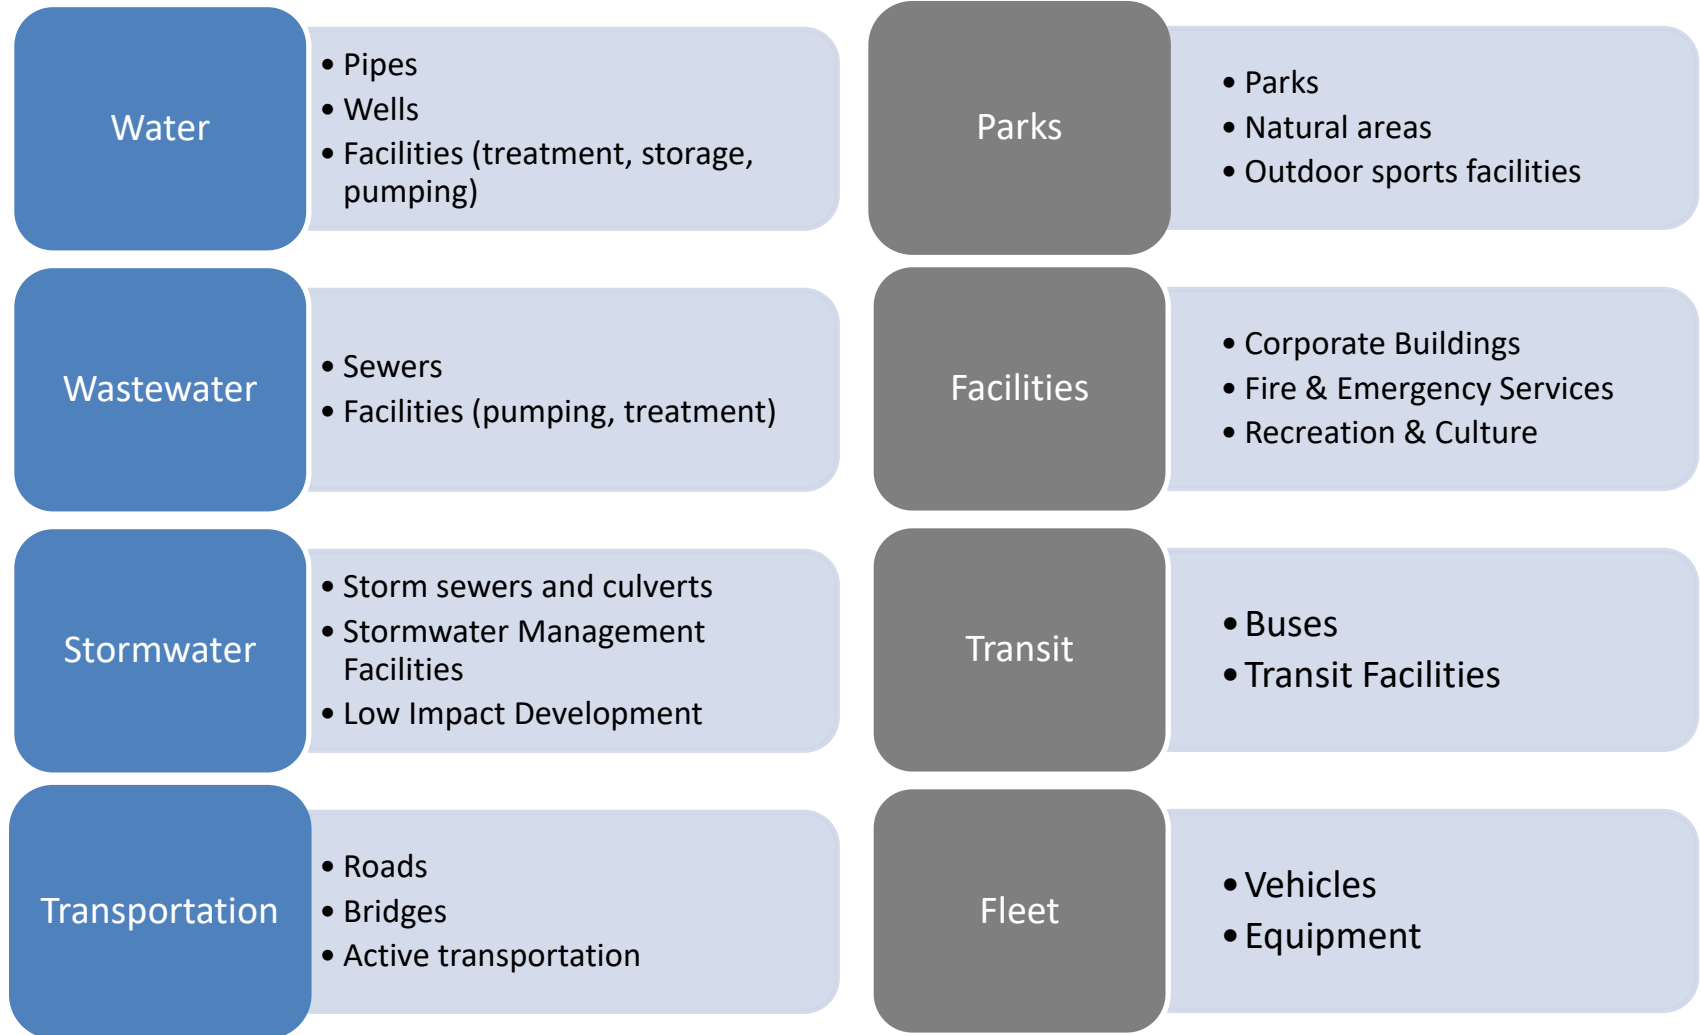 Water
• Pipes
• Wells
• Facilities (treatment, storage,
pumping)
Wastewater
• Sewers
• Facilities (pumping, treatment)
Stormwater
• Storm sewers and culverts
• Stormwater Management
Facilities
• Low Impact Development
Transportation
• Roads
• Bridges
• Active transportation
Parks
• Parks
• Natural areas
• Outdoor sports facilities
Facilities
• Corporate Buildings
• Fire & Emergency Services
• Recreation & Culture
Transit
• Buses
• Transit Facilities
Fleet
• Vehicles
• Equipment